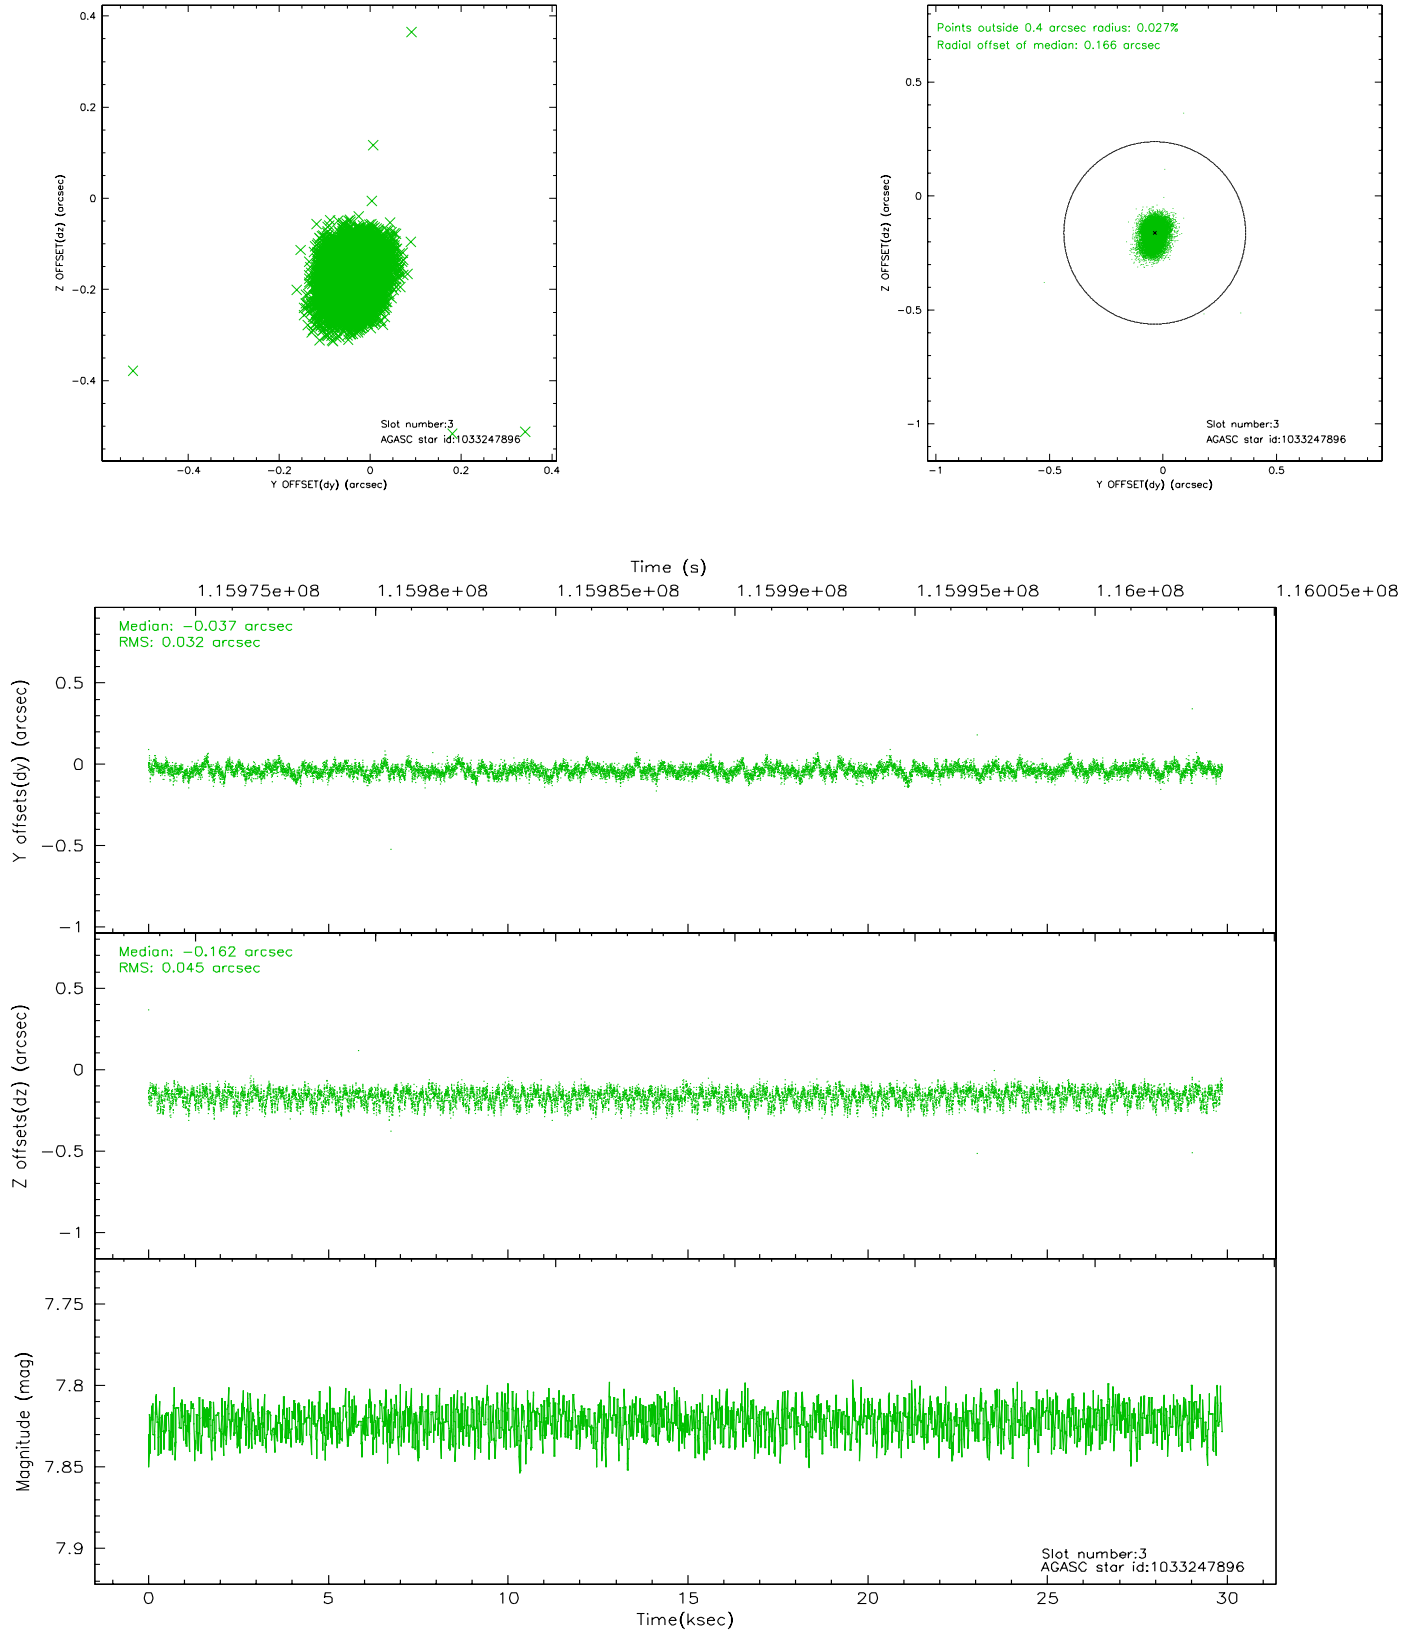 0.4
0.2
0
−0.2
−0.4
Z OFFSET(dz) (arcsec)
Slot number:3
AGASC star id:1033247896
−0.4 −0.2 0 0.2 0.4
Y OFFSET(dy) (arcsec)
Points outside 0.4 arcsec radius: 0.027%
Radial offset of median: 0.166 arcsec
0.5
0
−0.5
−1
Z OFFSET(dz) (arcsec)
Slot number:3
AGASC star id:1033247896
−1 −0.5 0 0.5
Y OFFSET(dy) (arcsec)
Time (s)
1.15975e+08 1.1598e+08 1.15985e+08 1.1599e+08 1.15995e+08 1.16e+08 1.16005e+08
Median: −0.037 arcsec
RMS: 0.032 arcsec
0.5
0
−0.5
−1
Y offsets(dy) (arcsec)
Median: −0.162 arcsec
RMS: 0.045 arcsec
0.5
0
−0.5
−1
Z offsets(dz) (arcsec)
7.75
7.8
7.85
7.9
Magnitude (mag)
Slot number:3
AGASC star id:1033247896
0 5 10 15 20 25 30
Time(ksec)